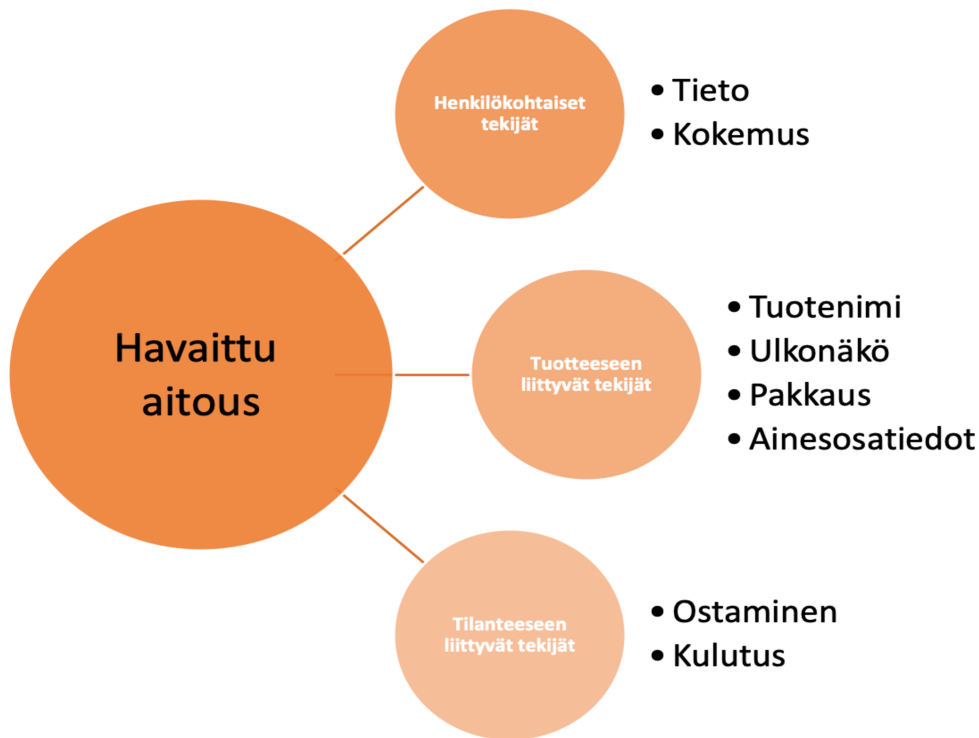 Henkilökohtaiset
tekijät
• Tieto
• Kokemus
Havaittu
aitous
Tuotteeseen
liittyvät tekijät
• Tuotenimi
• Ulkonäkö
• Pakkaus
• Ainesosatiedot
Tilanteeseen
liittyvät tekijät
• Ostaminen
• Kulutus